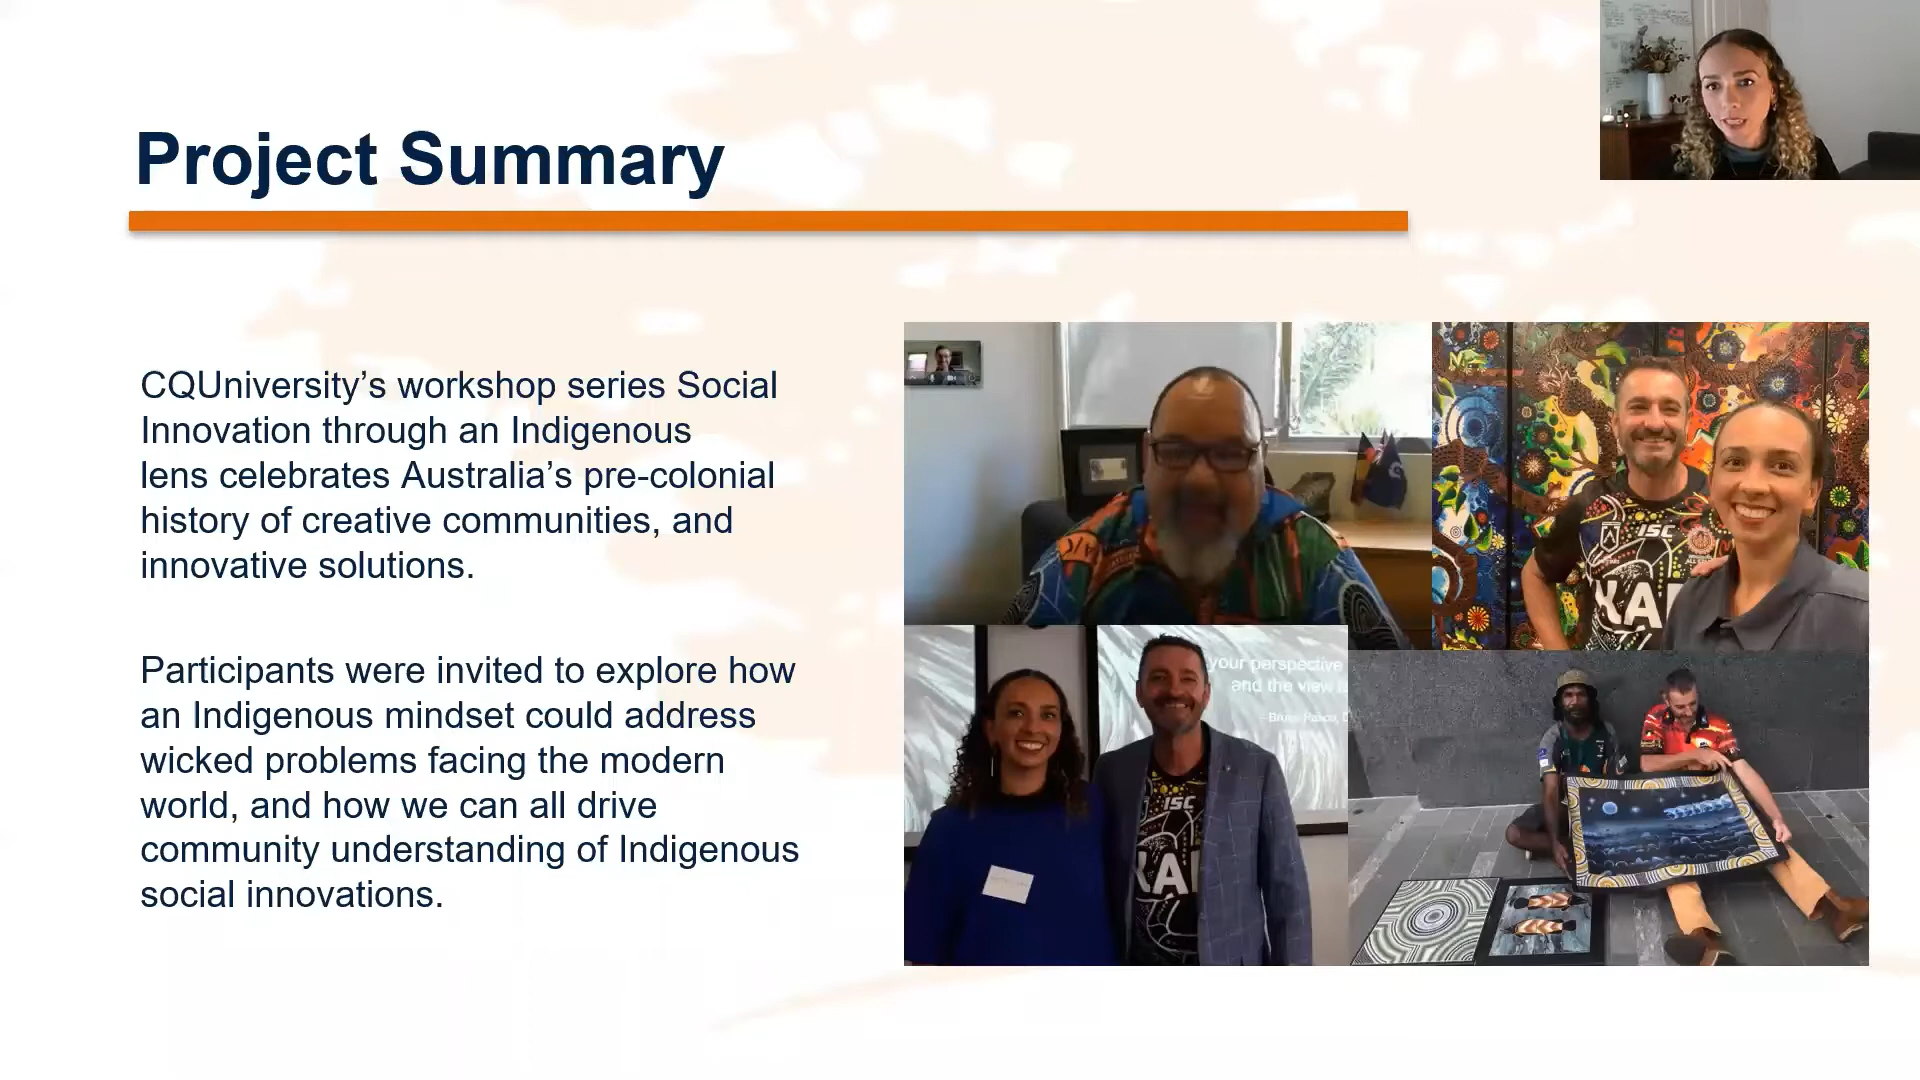 Project Summary
CQUniversity’s workshop series Social
Innovation through an Indigenous
lens celebrates Australia’s pre-colonial
history of creative communities, and
innovative solutions.
Participants were invited to explore how
an Indigenous mindset could address
wicked problems facing the modern
world, and how we can all drive
community understanding of Indigenous
social innovations.
ISC
your perspective
and the view
ISC